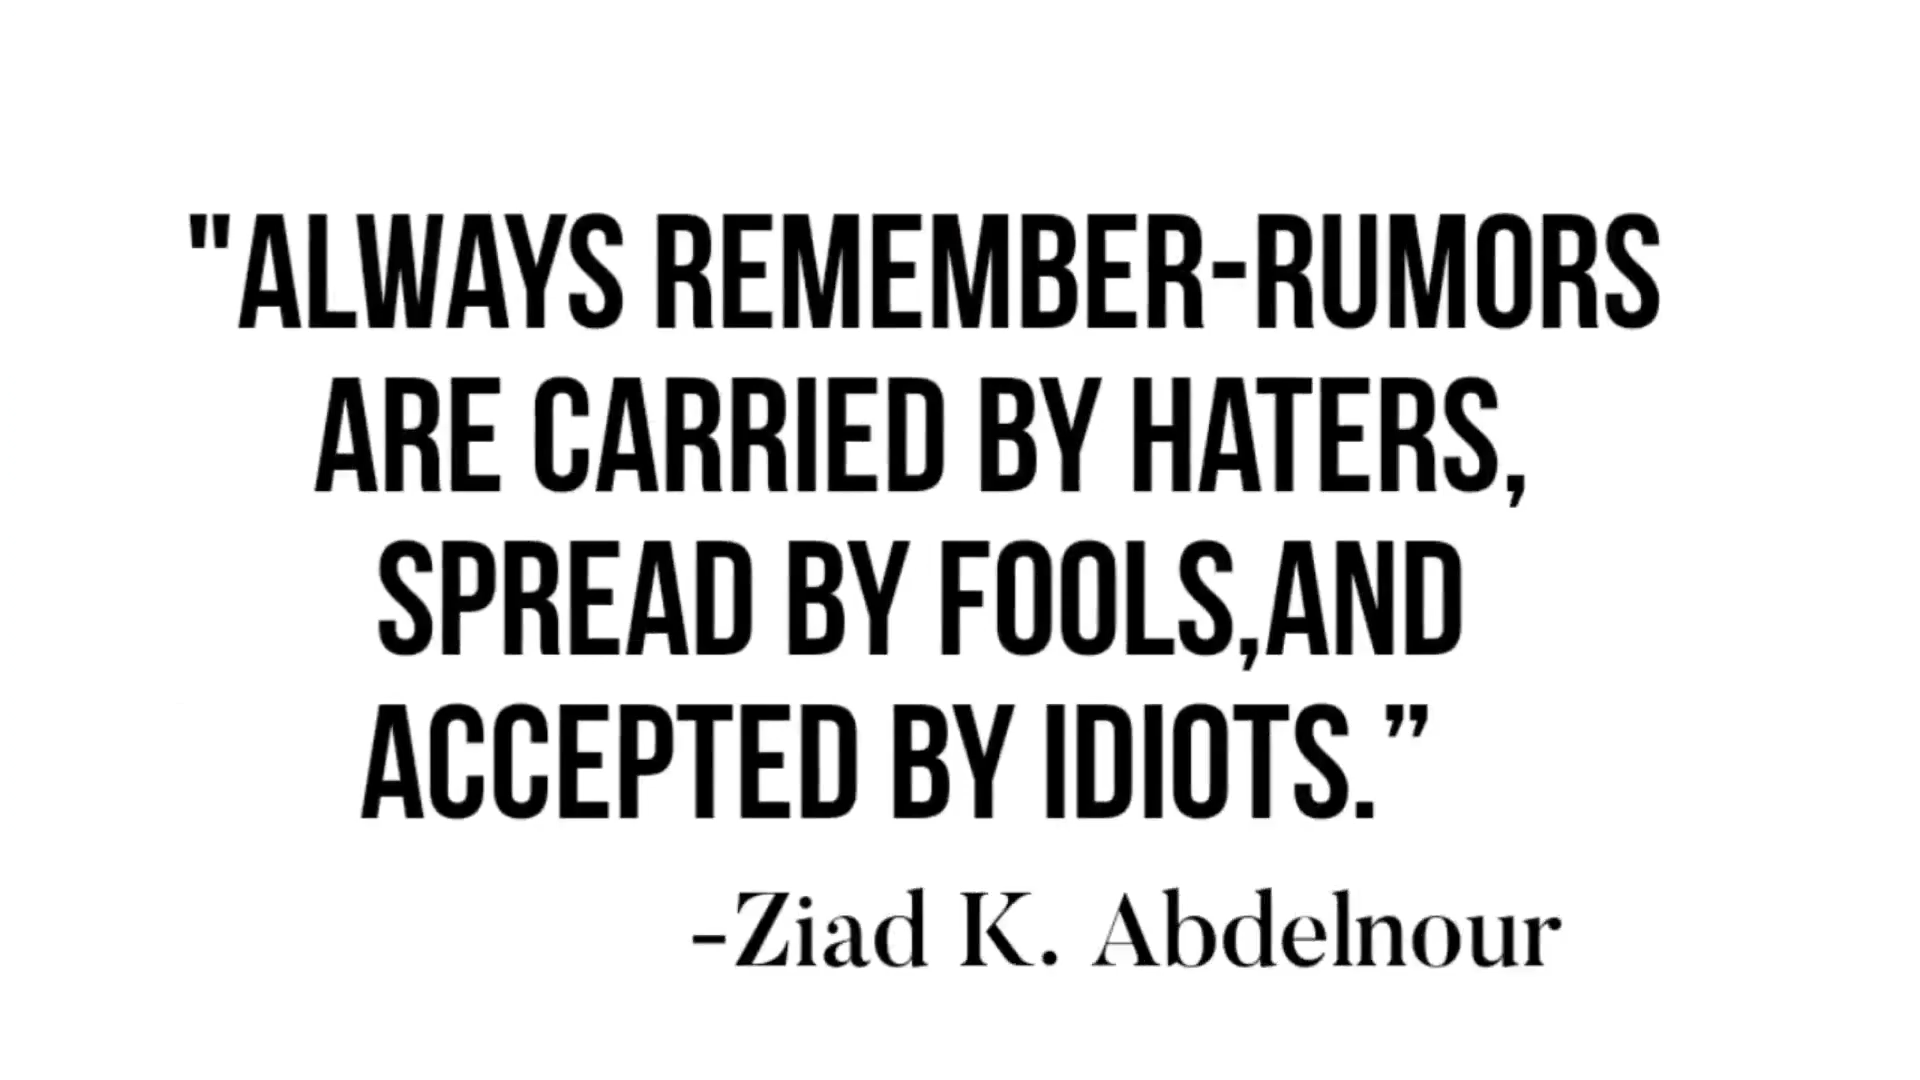 "ALWAYS REMEMBER-RUMORS
ARE CARRIED BY HATERS,
SPREAD BY FOOLS,AND
ACCEPTED BY IDIOTS.”
-Ziad K. Abdelnour